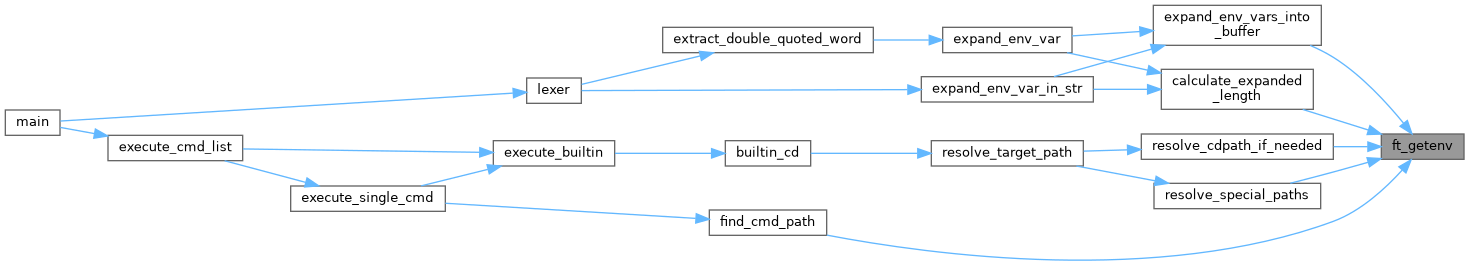 main
execute_cmd_list
lexer
execute_single_cmd
extract_double_quoted_word
execute_builtin
find_cmd_path
builtin_cd
expand_env_var
expand_env_var_in_str
resolve_target_path
expand_env_vars_into
_buffer
calculate_expanded
_length
resolve_cdpath_if_needed
resolve_special_paths
ft_getenv